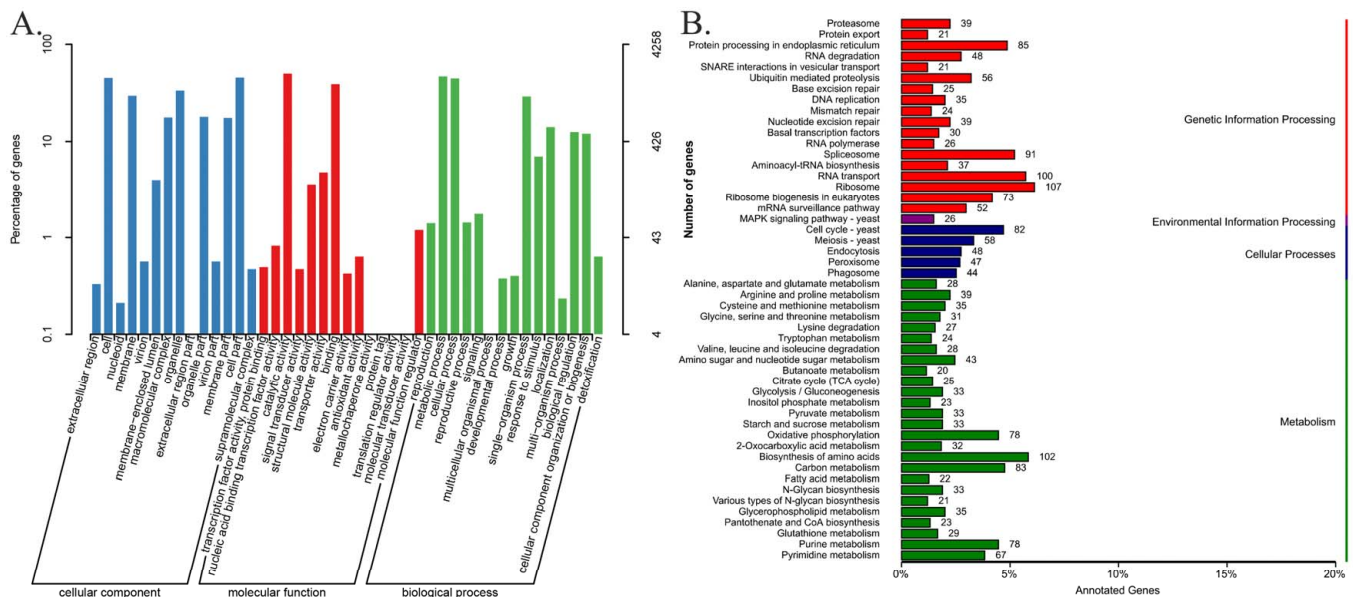 A.
Percentage of genes
100
10
1
0.1
4258
426
43
4
extracellular region
cell
nucleoid
membrane
virion
membrane-enclosed lumen
macromolecular complex
organelle
extracellular region part
organelle part
virion part
membrane part
cell part
supramolecular complex
transcription factor activity, protein binding
nucleic acid binding transcription factor activity
catalytic activity
signal transducer activity
structural molecule activity
transporter activity
binding
electron carrier activity
antioxidant activity
metallochaperone activity
protein tag
translation regulator activity
molecular transducer activity
molecular function regulator
reproduction
metabolic process
cellular process
reproductive process
signaling
multicellular organismal process
developmental process
growth
single-organism process
response to stimulus
localization
multi-organism process
biological regulation
cellular component organization or biogenesis
detoxification
cellular component
molecular function
biological process
B.
Number of genes
Proteasome 39
Protein export 21
Protein processing in endoplasmic reticulum 85
RNA degradation 48
SNARE interactions in vesicular transport 21
Ubiquitin mediated proteolysis 56
Base excision repair 25
DNA replication 35
Mismatch repair 24
Nucleotide excision repair 39
Basal transcription factors 30
RNA polymerase 26
Spliceosome 91
Aminoacyl-tRNA biosynthesis 37
RNA transport 100
Ribosome 107
Ribosome biogenesis in eukaryotes 73
mRNA surveillance pathway 52
MAPK signaling pathway - yeast 26
Cell cycle - yeast 82
Meiosis - yeast 58
Endocytosis 48
Peroxisome 47
Phagosome 44
Alanine, aspartate and glutamate metabolism 28
Arginine and proline metabolism 39
Cysteine and methionine metabolism 35
Glycine, serine and threonine metabolism 31
Lysine degradation 27
Tryptophan metabolism 24
Valine, leucine and isoleucine degradation 28
Amino sugar and nucleotide sugar metabolism 43
Butanoate metabolism 20
Citrate cycle (TCA cycle) 25
Glycolysis / Gluconeogenesis 33
Inositol phosphate metabolism 23
Pyruvate metabolism 33
Starch and sucrose metabolism 33
Oxidative phosphorylation 78
2-Oxocarboxylic acid metabolism 32
Biosynthesis of amino acids 102
Carbon metabolism 83
Fatty acid metabolism 22
N-Glycan biosynthesis 33
Various types of N-glycan biosynthesis 21
Glycerophospholipid metabolism 35
Pantothenate and CoA biosynthesis 23
Glutathione metabolism 29
Purine metabolism 78
Pyrimidine metabolism 67
Genetic Information Processing
Environmental Information Processing
Cellular Processes
Metabolism
0% 5% 10% 15% 20%
Annotated Genes